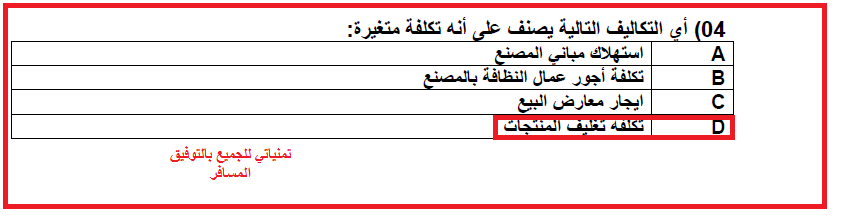 04) أي التكاليف التالية يصنف على أنه تكلفة متغيرة:
A استهلاك مباني المصنع
B تكلفة أجور عمال النظافة بالمصنع
C ايجار معارض البيع
D تكلفه تغليف المنتجات
تمنياتي للجميع بالتوفيق
المسافر